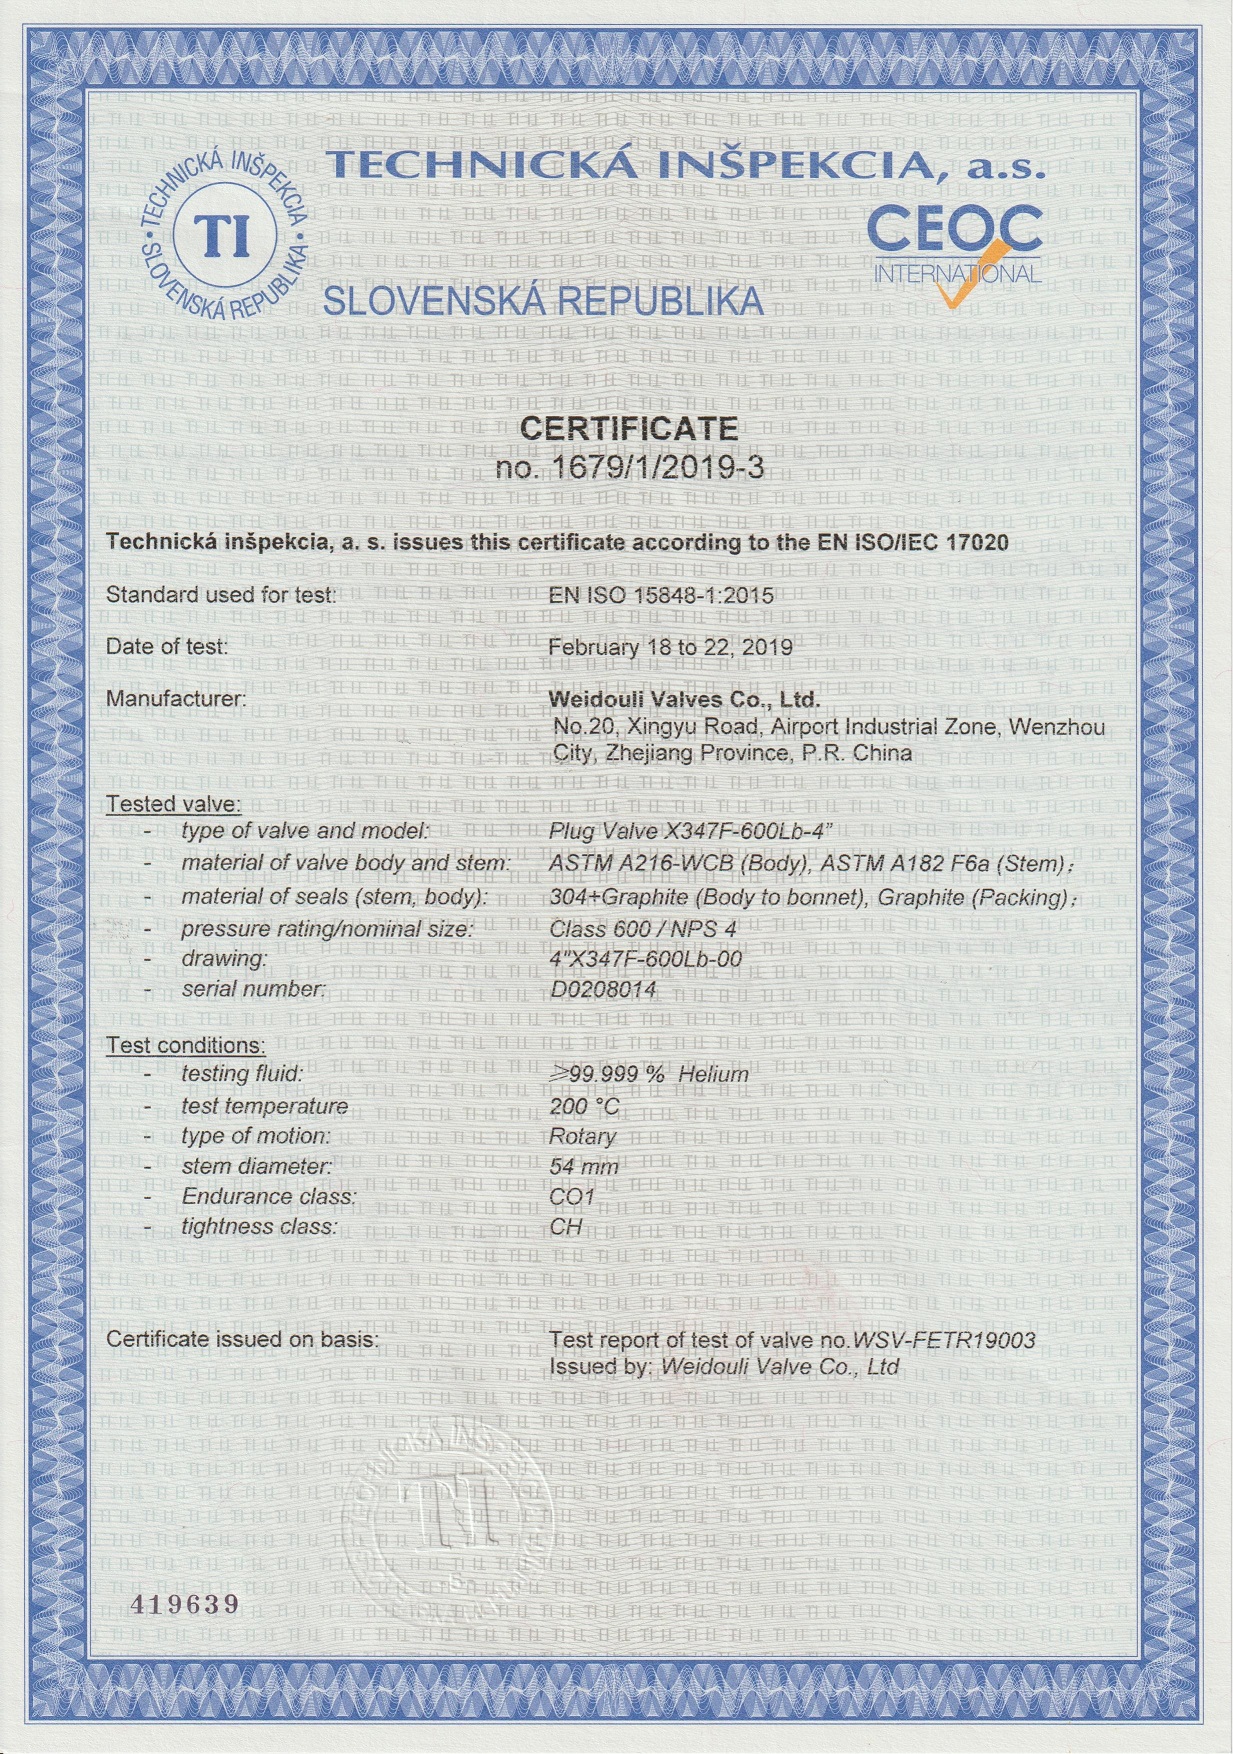 TECHNICKÁ INŠPEKCIA, a.s.
• TECHNICKÁ INŠPEKCIA •
SLOVENSKÁ REPUBLIKA
TI
CEOC
INTERNATIONAL
SLOVENSKÁ REPUBLIKA
CERTIFICATE
no. 1679/1/2019-3
Technická inšpekcia, a. s. issues this certificate according to the EN ISO/IEC 17020
Standard used for test: EN ISO 15848-1:2015
Date of test: February 18 to 22, 2019
Manufacturer: Weidouli Valves Co., Ltd.
No.20, Xingyu Road, Airport Industrial Zone, Wenzhou
City, Zhejiang Province, P.R. China
Tested valve:
- type of valve and model: Plug Valve X347F-600Lb-4”
- material of valve body and stem: ASTM A216-WCB (Body), ASTM A182 F6a (Stem);
- material of seals (stem, body): 304+Graphite (Body to bonnet), Graphite (Packing);
- pressure rating/nominal size: Class 600 / NPS 4
- drawing: 4"X347F-600Lb-00
- serial number: D0208014
Test conditions:
- testing fluid: ≥99.999 % Helium
- test temperature 200 °C
- type of motion: Rotary
- stem diameter: 54 mm
- Endurance class: CO1
- tightness class: CH
Certificate issued on basis: Test report of test of valve no.WSV-FETR19003
Issued by: Weidouli Valve Co., Ltd
TI
419639